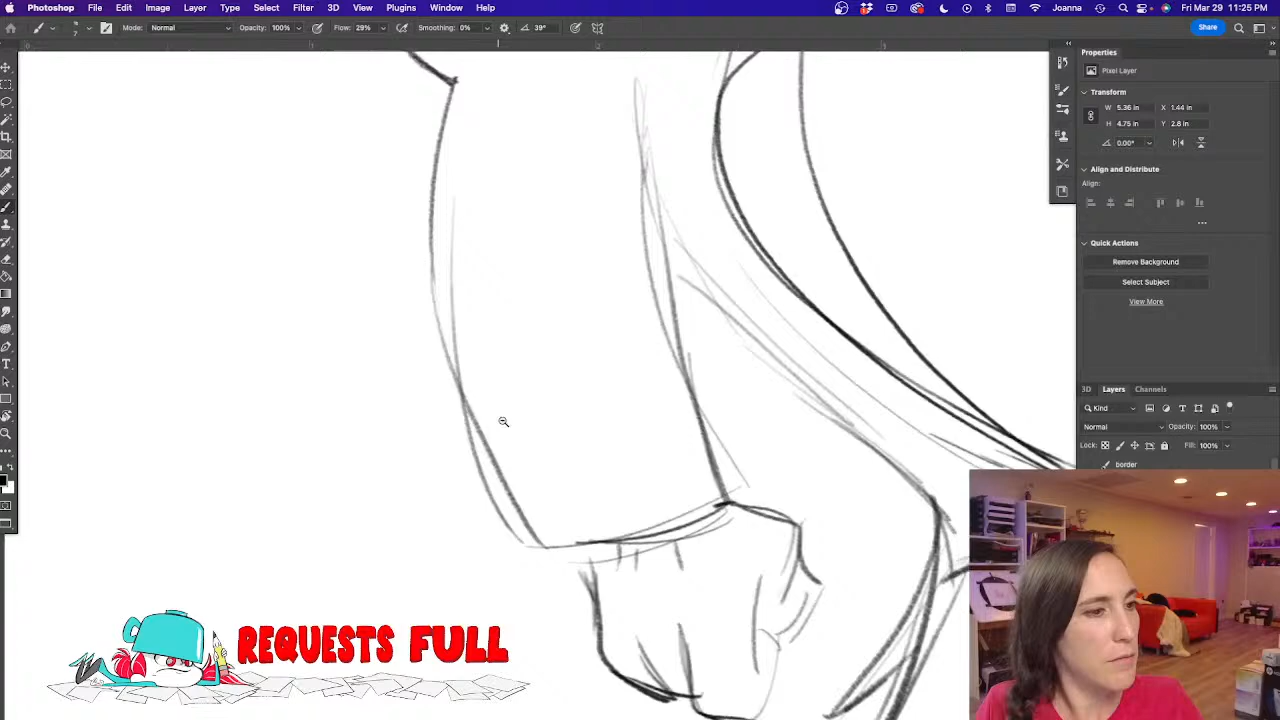 Photoshop File Edit Image Layer Type Select Filter 3D View Plugins Window Help
Joanna Fri Mar 29 11:25 PM
7 Mode: Normal Opacity: 100% Flow: 29% Smoothing: 0% 39° Share
Properties
Pixel Layer
Transform
W 5.36 in X 1.44 in
H 4.75 in Y 2.8 in
0.00°
Align and Distribute
Align:
Quick Actions
Remove Background
Select Subject
View More
3D Layers Channels
Kind
Normal Opacity: 100%
Lock: Fill: 100%
border
REQUESTS FULL